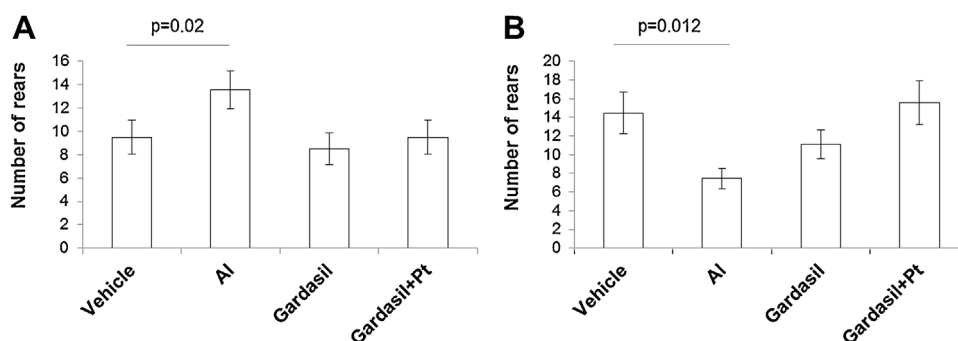 A
p=0.02
Number of rears
16
14
12
10
8
6
4
2
0
Vehicle
Al
Gardasil
Gardasil+Pt
B
p=0.012
Number of rears
20
18
16
14
12
10
8
6
4
2
0
Vehicle
Al
Gardasil
Gardasil+Pt